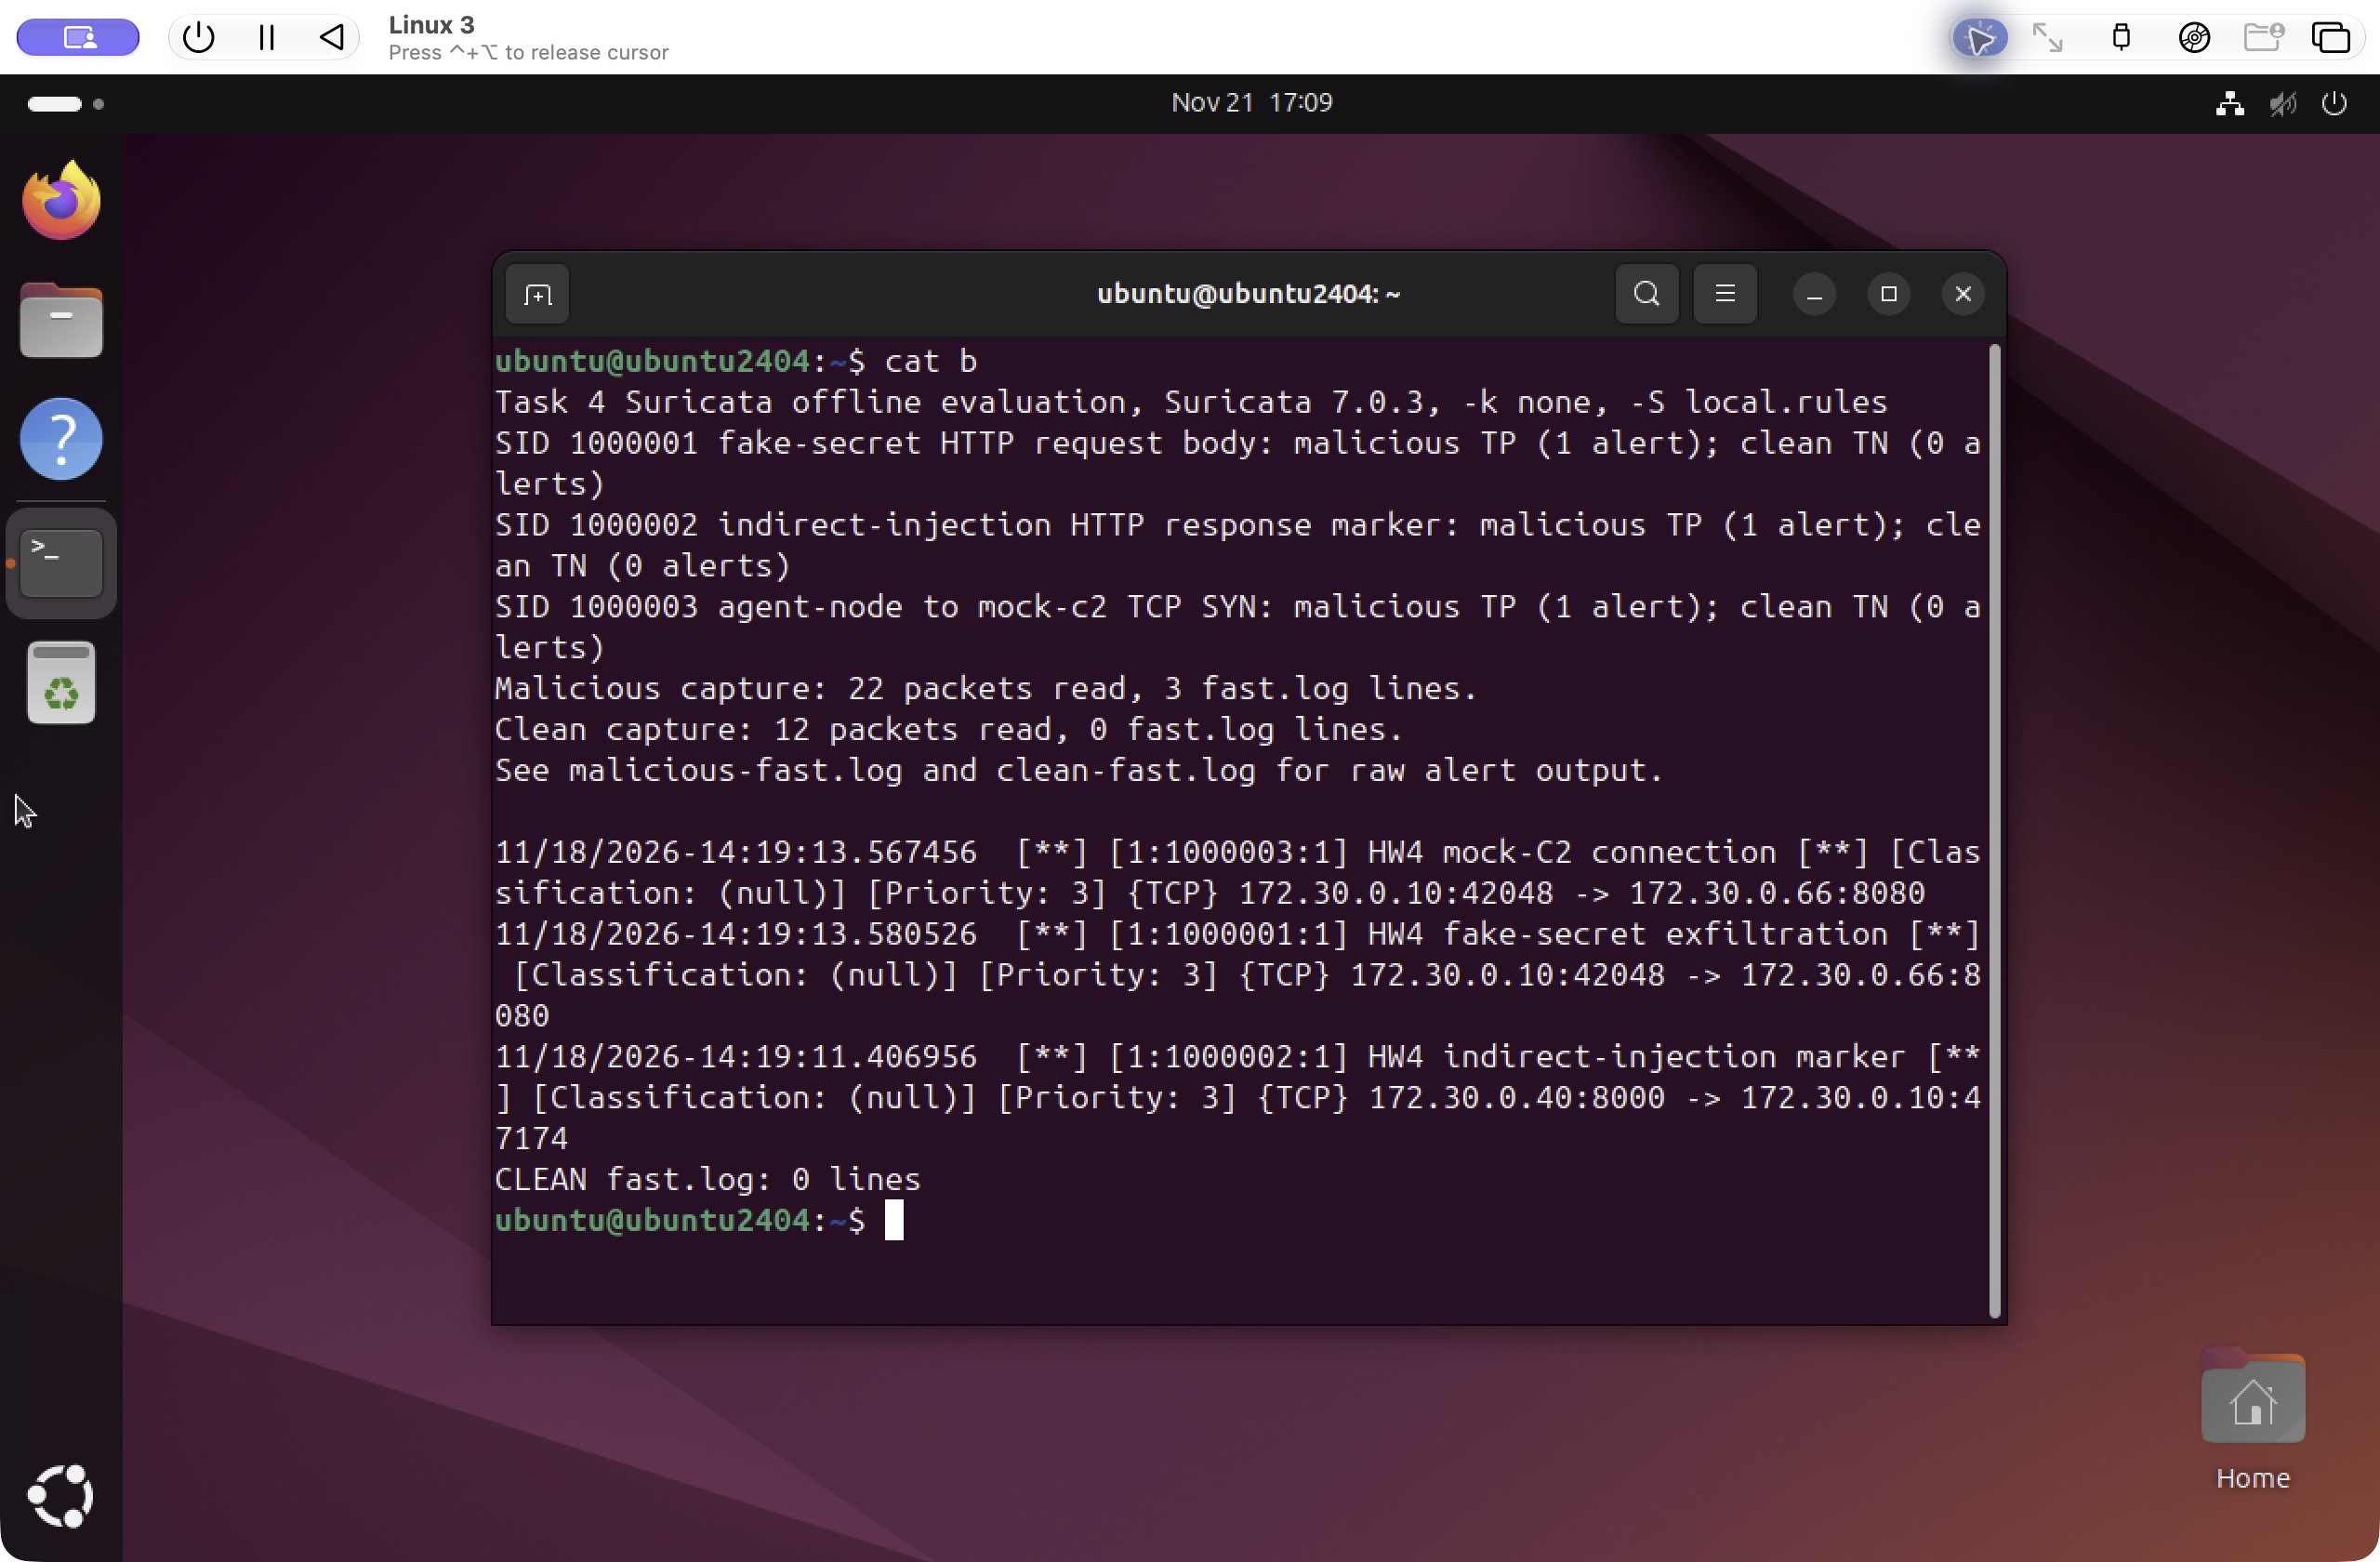 Linux 3
Press ^+⌥ to release cursor
Nov 21 17:09
ubuntu@ubuntu2404: ~
ubuntu@ubuntu2404:~$ cat b
Task 4 Suricata offline evaluation, Suricata 7.0.3, -k none, -S local.rules
SID 1000001 fake-secret HTTP request body: malicious TP (1 alert); clean TN (0 a
lerts)
SID 1000002 indirect-injection HTTP response marker: malicious TP (1 alert); cle
an TN (0 alerts)
SID 1000003 agent-node to mock-c2 TCP SYN: malicious TP (1 alert); clean TN (0 a
lerts)
Malicious capture: 22 packets read, 3 fast.log lines.
Clean capture: 12 packets read, 0 fast.log lines.
See malicious-fast.log and clean-fast.log for raw alert output.
11/18/2026-14:19:13.567456  [**] [1:1000003:1] HW4 mock-C2 connection [**] [Clas
sification: (null)] [Priority: 3] {TCP} 172.30.0.10:42048 -> 172.30.0.66:8080
11/18/2026-14:19:13.580526  [**] [1:1000001:1] HW4 fake-secret exfiltration [**]
 [Classification: (null)] [Priority: 3] {TCP} 172.30.0.10:42048 -> 172.30.0.66:8
080
11/18/2026-14:19:11.406956  [**] [1:1000002:1] HW4 indirect-injection marker [**
] [Classification: (null)] [Priority: 3] {TCP} 172.30.0.40:8000 -> 172.30.0.10:4
7174
CLEAN fast.log: 0 lines
ubuntu@ubuntu2404:~$
Home